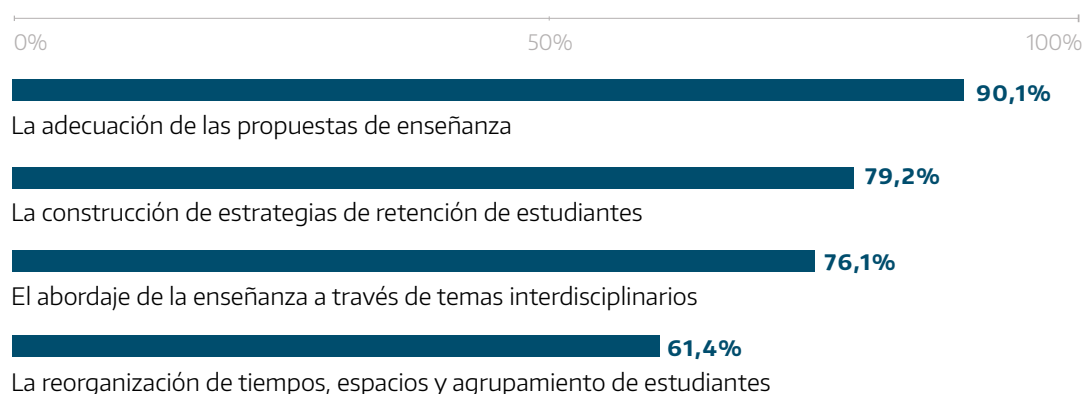 0% 50% 100%
90,1%
La adecuación de las propuestas de enseñanza
79,2%
La construcción de estrategias de retención de estudiantes
76,1%
El abordaje de la enseñanza a través de temas interdisciplinarios
61,4%
La reorganización de tiempos, espacios y agrupamiento de estudiantes